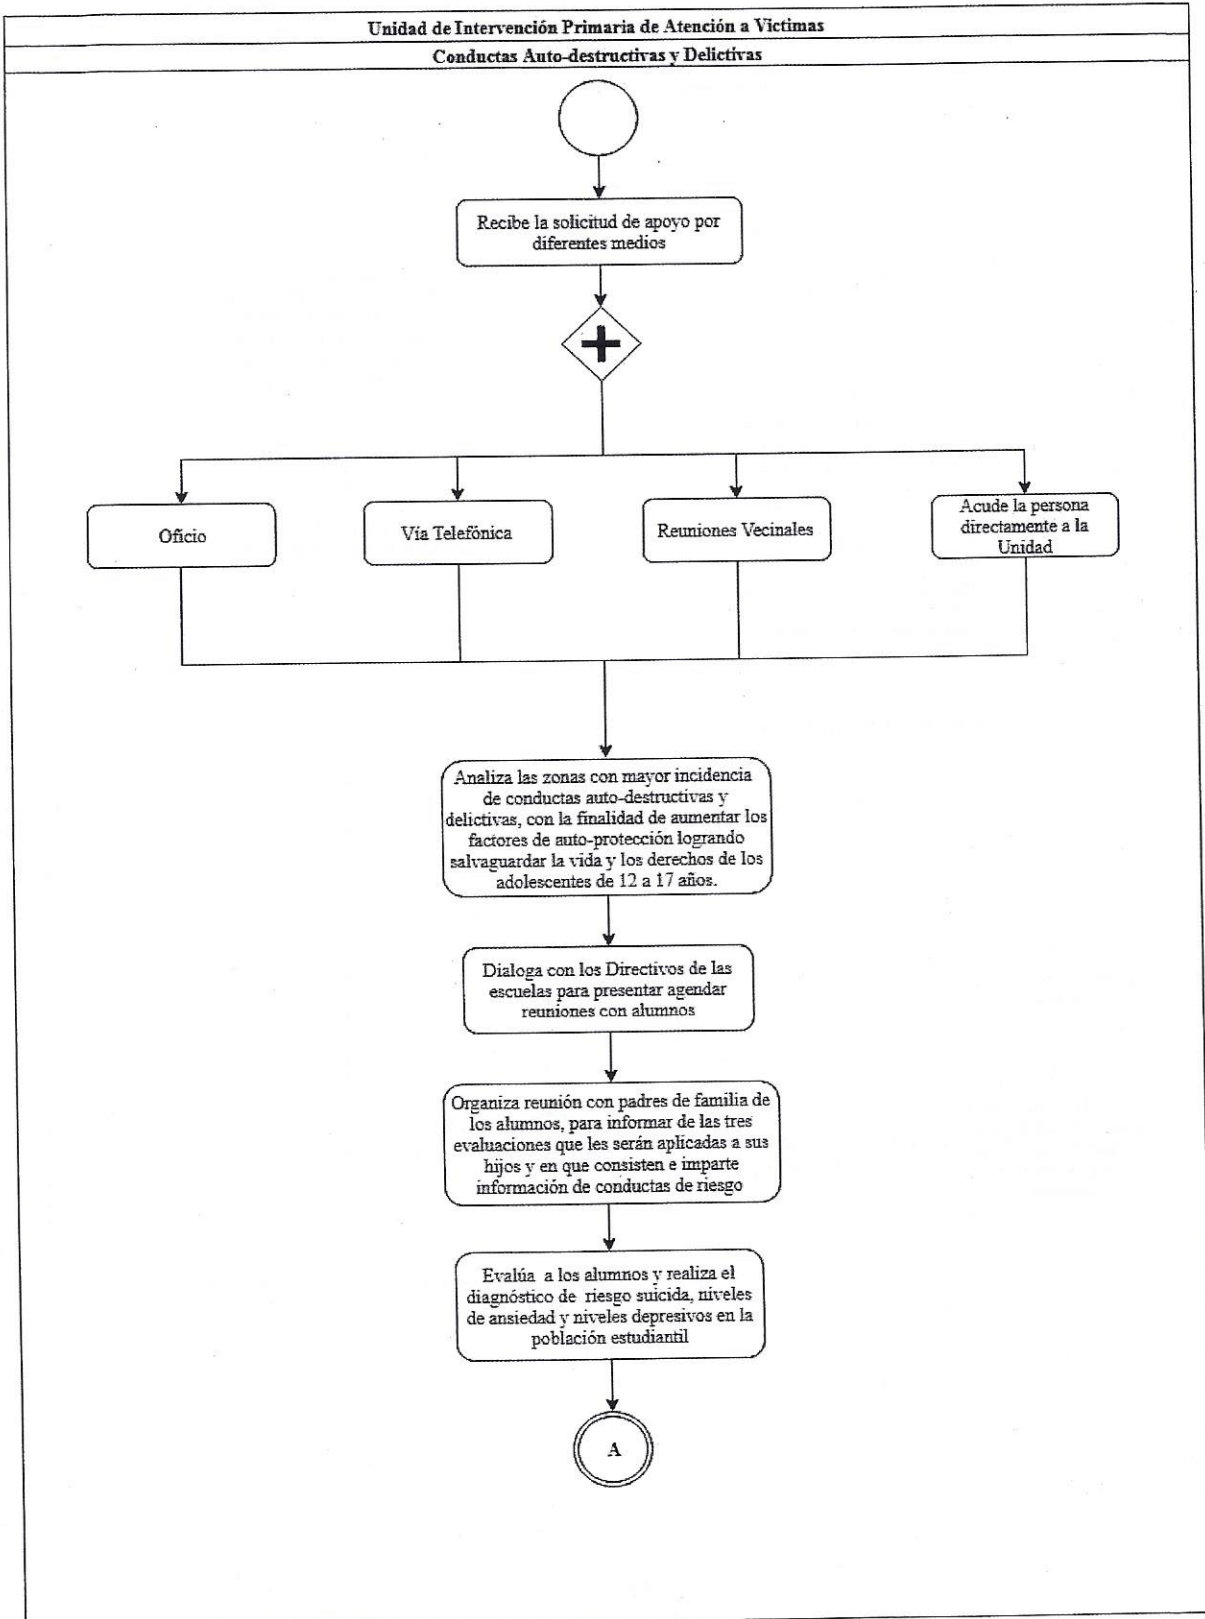 Unidad de Intervención Primaria de Atención a Victimas
Conductas Auto-destructivas y Delictivas
Recibe la solicitud de apoyo por
diferentes medios
Oficio
Vía Telefónica
Reuniones Vecinales
Acude la persona
directamente a la
Unidad
Analiza las zonas con mayor incidencia
de conductas auto-destructivas y
delictivas, con la finalidad de aumentar los
factores de auto-protección logrando
salvaguardar la vida y los derechos de los
adolescentes de 12 a 17 años.
Dialoga con los Directivos de las
escuelas para presentar agendar
reuniones con alumnos
Organiza reunión con padres de familia de
los alumnos, para informar de las tres
evaluaciones que les serán aplicadas a sus
hijos y en que consisten e imparte
información de conductas de riesgo
Evalúa a los alumnos y realiza el
diagnóstico de riesgo suicida, niveles
de ansiedad y niveles depresivos en la
población estudiantil
A